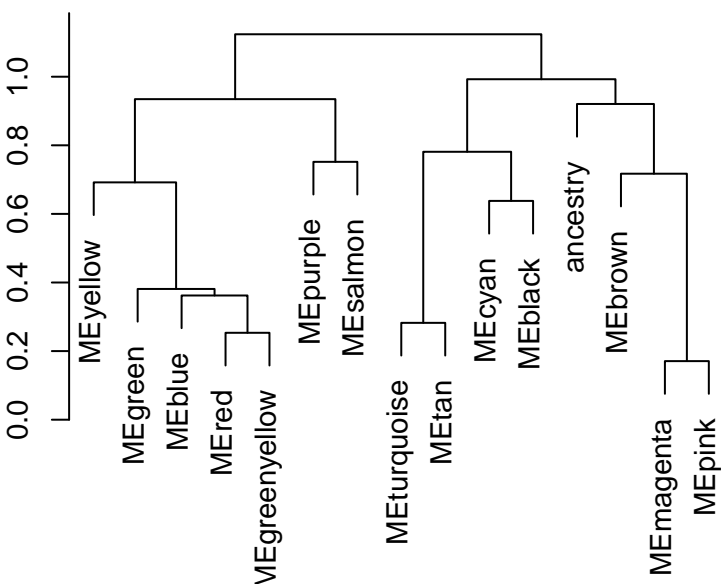 1.0
0.8
0.6
0.4
0.2
0.0
MEyellow
MEgreen
MEblue
MEred
MEgreenyellow
MEpurple
MEsalmon
MEturquoise
MEtan
MEcyan
MEblack
ancestry
MEbrown
MEmagenta
MEpink